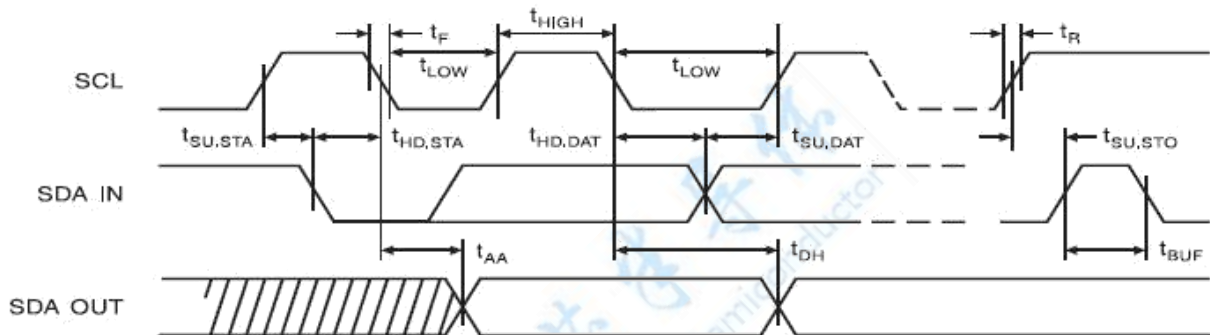 tHIGH
tF
tR
tLOW
tLOW
SCL
tSU.STA
tHD.STA
tHD.DAT
tSU.DAT
tSU.STO
SDA IN
tAA
tDH
tBUF
SDA OUT